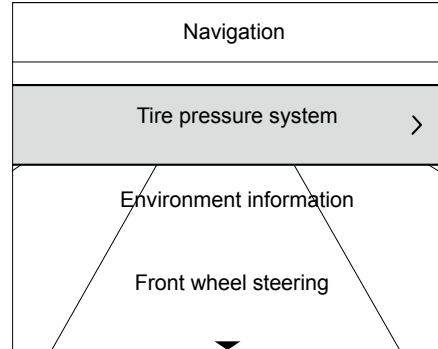 Navigation
Tire pressure system
Environment information
Front wheel steering